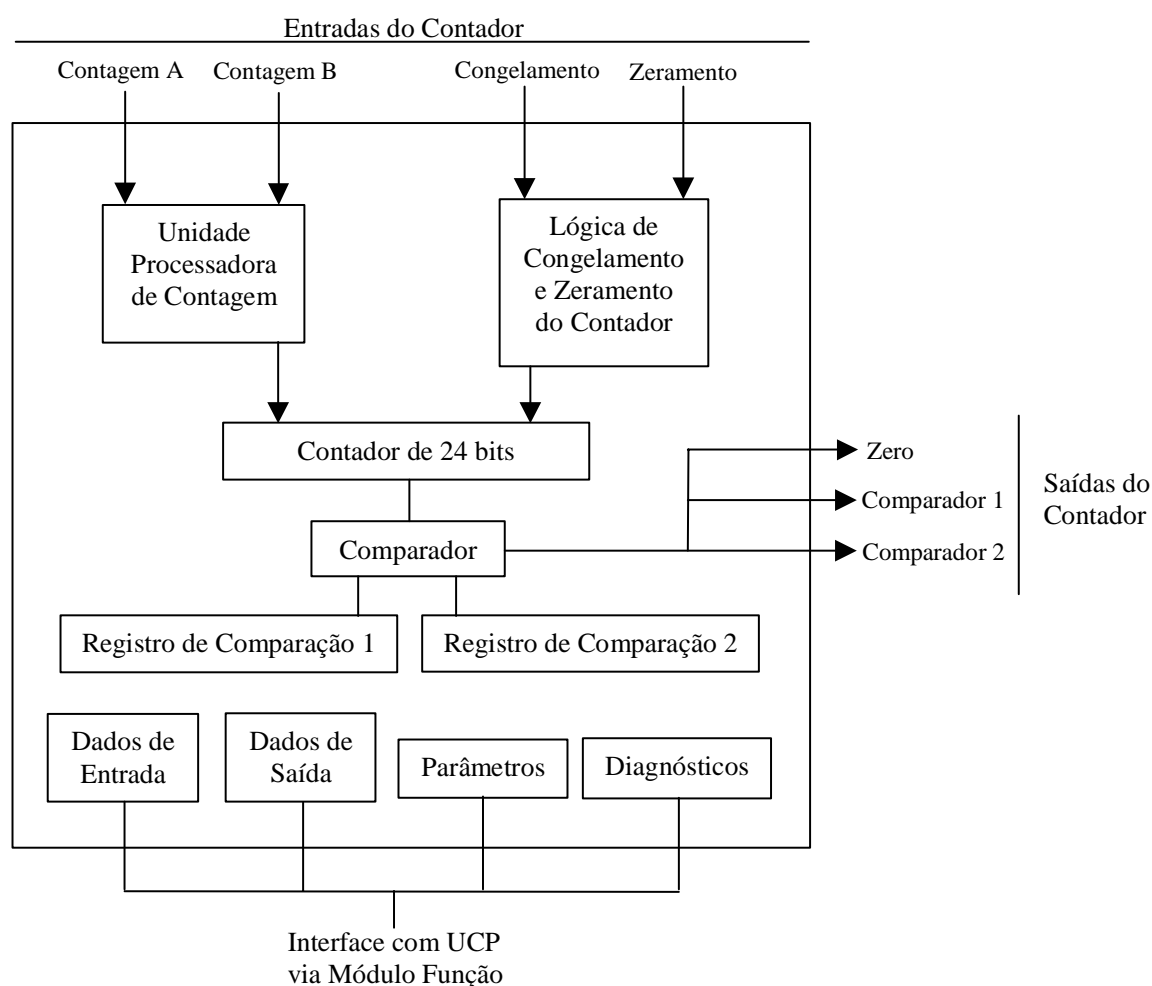 Entradas do Contador
Contagem A
Contagem B
Congelamento
Zeramento
Unidade
Processadora
de Contagem
Lógica de
Congelamento
e Zeramento
do Contador
Contador de 24 bits
Zero
Comparador 1
Comparador 2
Saídas do
Contador
Comparador
Registro de Comparação 1
Registro de Comparação 2
Dados de
Entrada
Dados de
Saída
Parâmetros
Diagnósticos
Interface com UCP
via Módulo Função